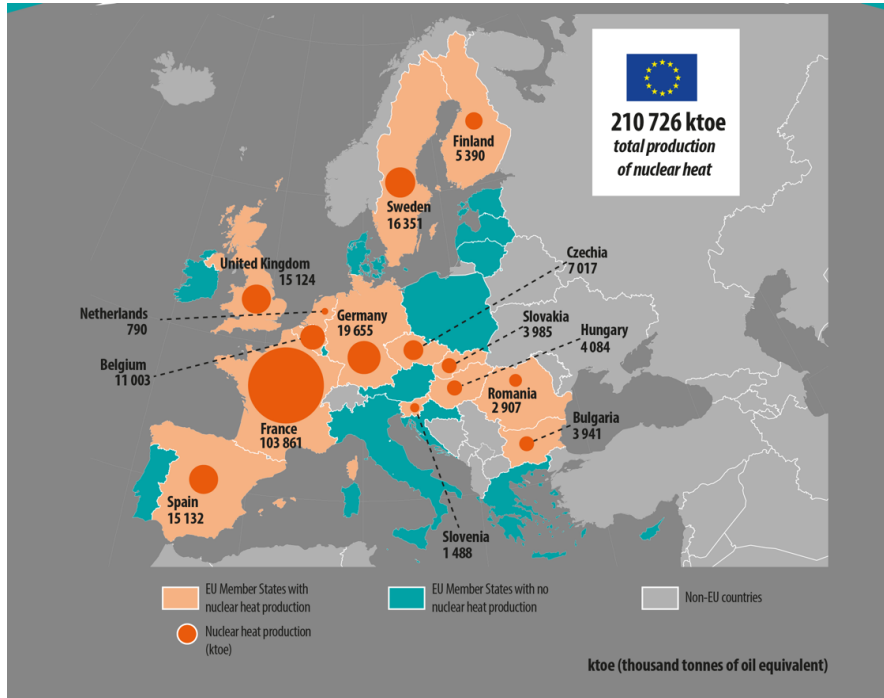 210 726 ktoe
total production
of nuclear heat
Finland
5 390
Sweden
16 351
Czechia
7 017
United Kingdom
15 124
Netherlands
790
Germany
19 655
Slovakia
3 985
Hungary
4 084
Belgium
11 003
Romania
2 907
Bulgaria
3 941
France
103 861
Spain
15 132
Slovenia
1 488
EU Member States with
nuclear heat production
EU Member States with no
nuclear heat production
Non-EU countries
Nuclear heat production
(ktoe)
ktoe (thousand tonnes of oil equivalent)